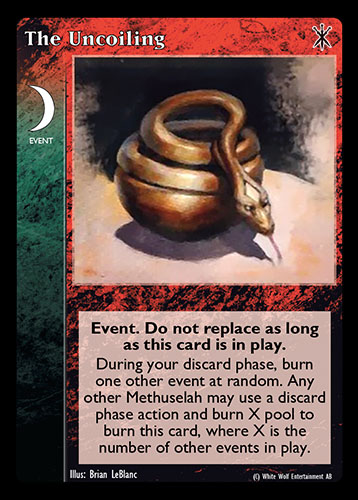 The Uncoiling
EVENT
Event. Do not replace as long
as this card is in play.
During your discard phase, burn
one other event at random. Any
other Methuselah may use a discard
phase action and burn X pool to
burn this card, where X is the
number of other events in play.
Illus: Brian LeBlanc
(C) White Wolf Entertainment AB